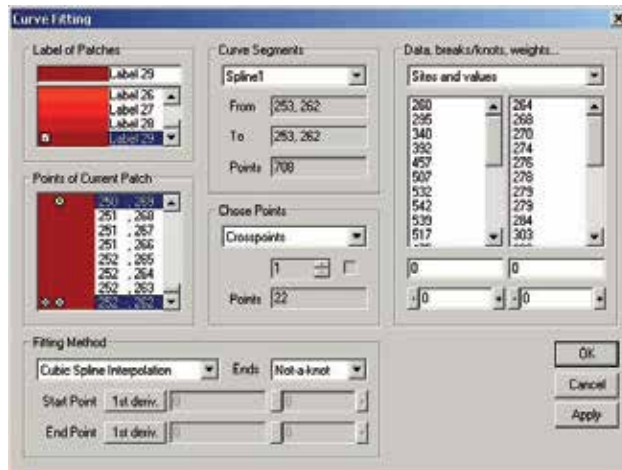 Curve Fitting
Label of Patches
Label 29
Label 26
Label 27
Label 28
Label 29
Points of Current Patch
250 , 269
251 , 268
251 , 267
251 , 266
252 , 265
252 , 264
252 , 263
252 , 262
Curve Segments
Spline1
From 253, 262
To 253, 262
Points 708
Chose Points
Crosspoints
1
Points 22
Data, breaks/knots, weights...
Sites and values
260 264
295 268
340 270
392 274
457 276
507 278
532 279
542 279
539 284
517 303
0 0
-0 + -0 +
Fitting Method
Cubic Spline Interpolation Ends Not-a-knot
Start Point 1st deriv. 0 0
End Point 1st deriv. 0 0
OK
Cancel
Apply